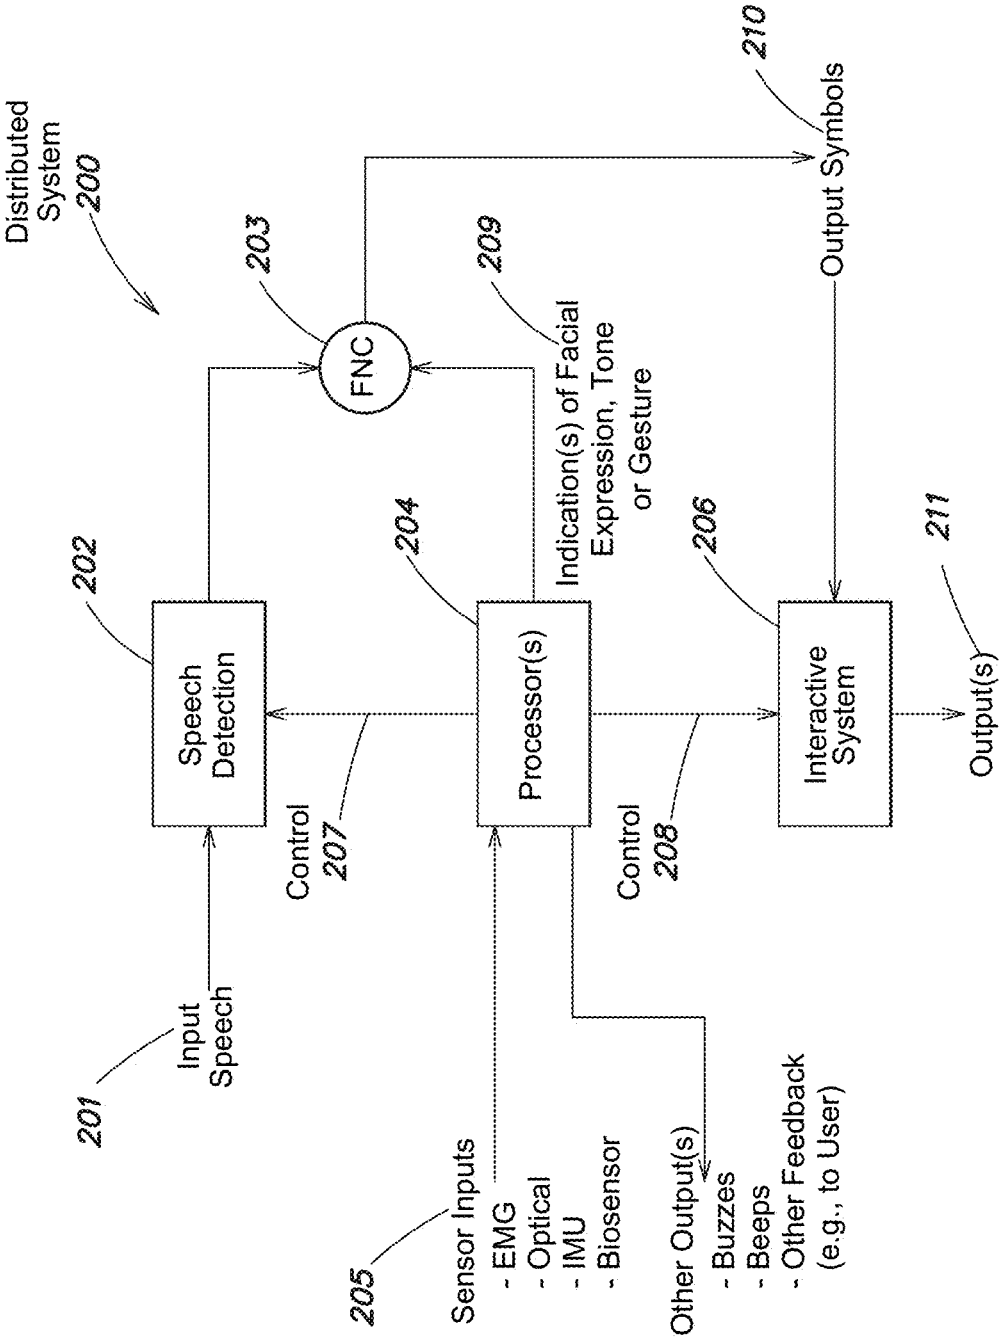 Distributed
System
200
201
Input
Speech
202
Speech
Detection
203
FNC
Control
207
204
Processor(s)
209
Indication(s) of Facial
Expression, Tone
or Gesture
205
Sensor Inputs
- EMG
- Optical
- IMU
- Biosensor
Other Output(s)
- Buzzes
- Beeps
- Other Feedback
(e.g., to User)
Control
208
206
Interactive
System
210
Output Symbols
211
Output(s)